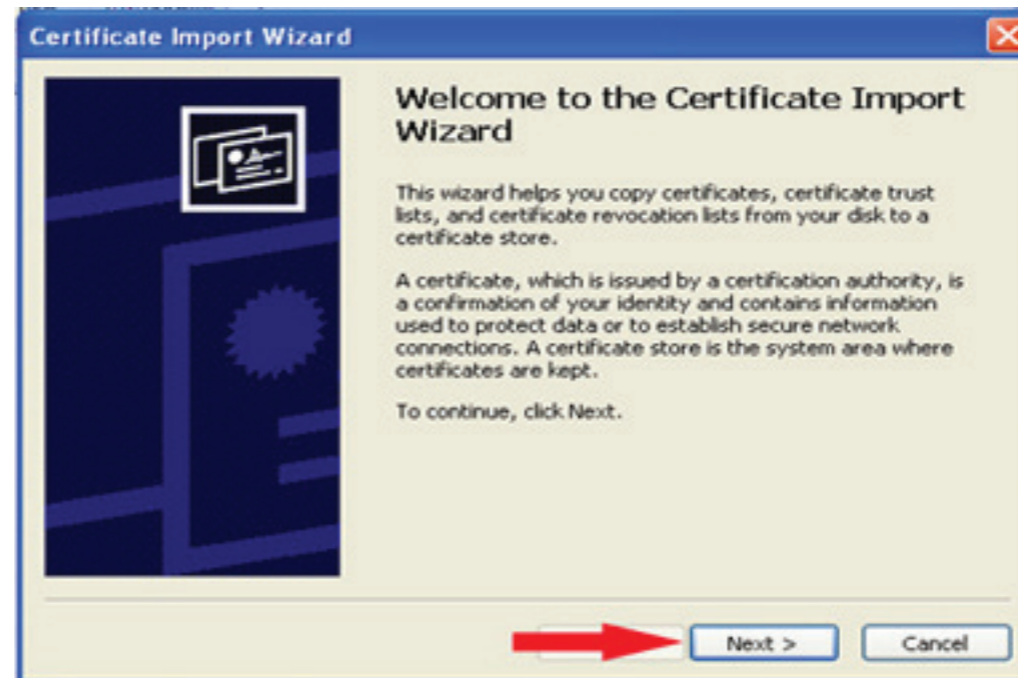 Certificate Import Wizard
Welcome to the Certificate Import
Wizard
This wizard helps you copy certificates, certificate trust
lists, and certificate revocation lists from your disk to a
certificate store.
A certificate, which is issued by a certification authority, is
a confirmation of your identity and contains information
used to protect data or to establish secure network
connections. A certificate store is the system area where
certificates are kept.
To continue, click Next.
Next >
Cancel